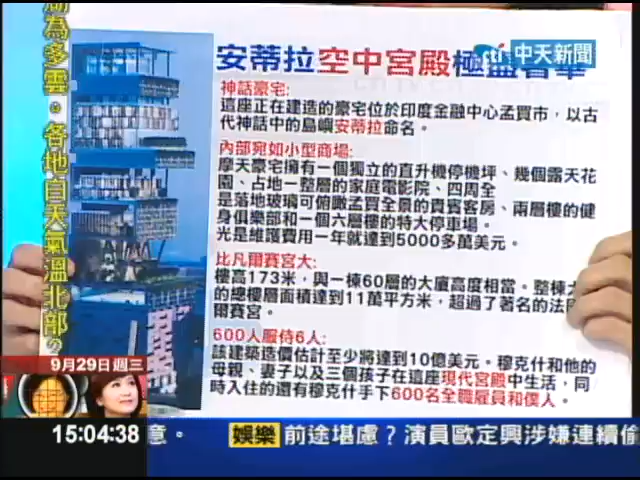 中天新聞
安蒂拉空中宮殿極盡奢華
神話豪宅:
這座正在建造的豪宅位於印度金融中心孟買市，以古
代神話中的島嶼安蒂拉命名。
內部宛如小型商場:
摩天豪宅擁有一個獨立的直升機停機坪、幾個露天花
園、占地一整層的家庭電影院、四周全
是落地玻璃可俯瞰孟買全景的貴賓客房、兩層樓的健
身俱樂部和一個六層樓的特大停車場。
光是維護費用一年就達到5000多萬美元。
比凡爾賽宮大:
樓高173米，與一棟60層的大廈高度相當。整棟
的總樓層面積達到11萬平方米，超過了著名的法
爾賽宮。
600人服侍6人:
該建築造價估計至少將達到10億美元。穆克什和他的
母親、妻子以及三個孩子在這座現代宮殿中生活，同
時入住的還有穆克什手下600名全職雇員和僕人。
為多雲。各地白天氣溫北部
9月29日週三
15:04:38
意。 娛樂 前途堪慮？演員歐定興涉嫌連續偷